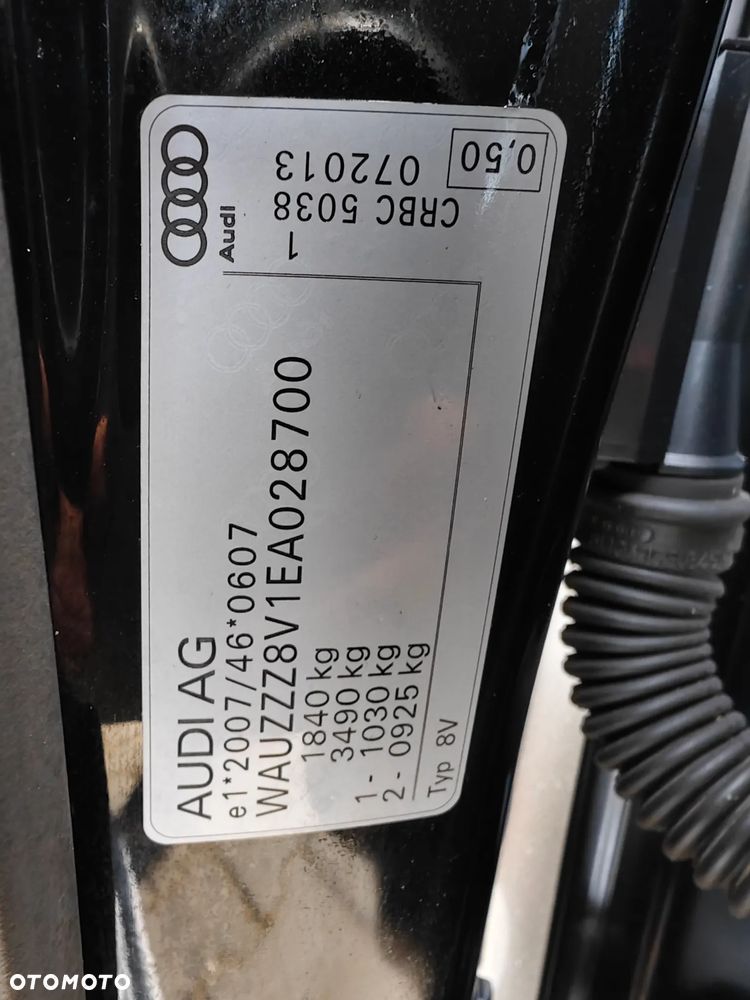 AUDI AG
e1*2007/46*0607
WAUZZZ8V1EA028700
1840 kg
3490 kg
1 - 1030 kg
2 - 0925 kg
Typ 8V
Audi
1
CRBC 5038
072013
0,50
OTOMOTO